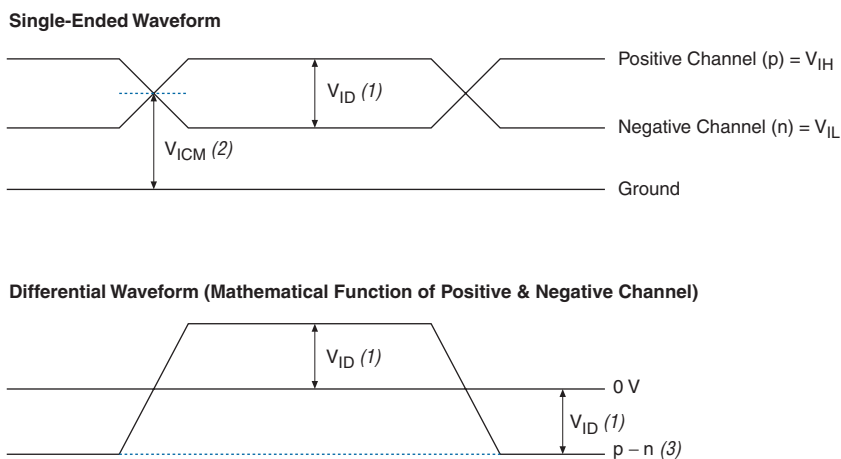 Single-Ended Waveform
Positive Channel (p) = VIH
VID (1)
Negative Channel (n) = VIL
VICM (2)
Ground
Differential Waveform (Mathematical Function of Positive & Negative Channel)
VID (1)
0 V
VID (1)
p − n (3)